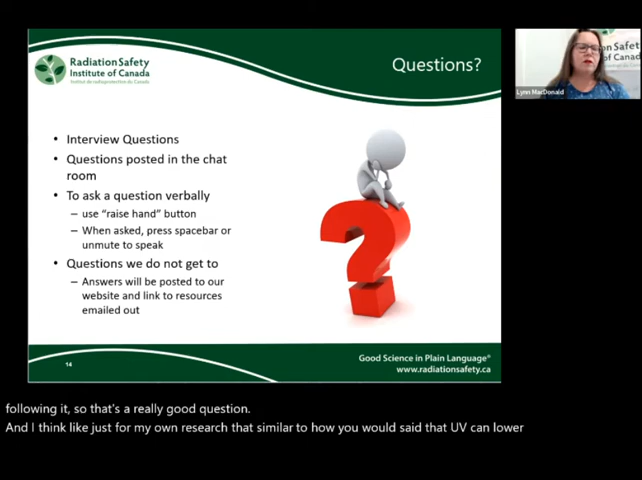 Radiation Safety
Institute of Canada
Institut de radioprotection du Canada
Questions?
• Interview Questions
• Questions posted in the chat
room
• To ask a question verbally
– use “raise hand” button
– When asked, press spacebar or
unmute to speak
• Questions we do not get to
– Answers will be posted to our
website and link to resources
emailed out
14
Good Science in Plain Language®
www.radiationsafety.ca
Lynn MacDonald
following it, so that's a really good question.
And I think like just for my own research that similar to how you would said that UV can lower